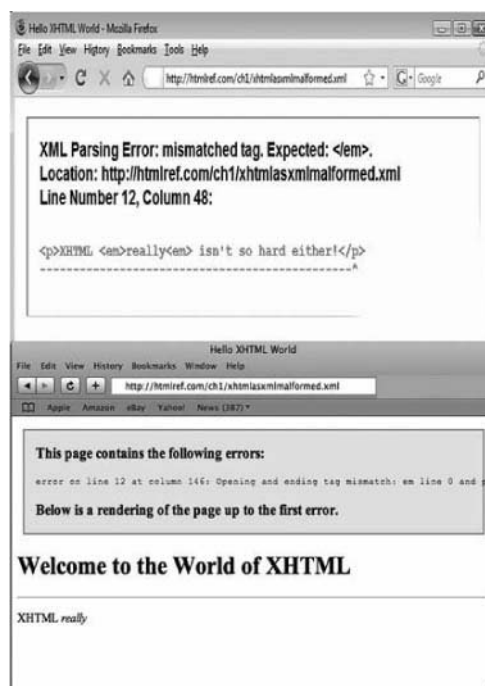 Hello XHTML World - Mozilla Firefox
File Edit View History Bookmarks Tools Help
http://htmlref.com/ch1/xhtmlasxmlmalformed.xml
Google
XML Parsing Error: mismatched tag. Expected: </em>.
Location: http://htmlref.com/ch1/xhtmlasxmlmalformed.xml
Line Number 12, Column 48:
<p>XHTML <em>really<em> isn't so hard either!</p>
-----------------------------------------------^
Hello XHTML World
File Edit View History Bookmarks Window Help
http://htmlref.com/ch1/xhtmlasxmlmalformed.xml
Apple Amazon eBay Yahoo! News (387)
This page contains the following errors:
error on line 12 at column 146: Opening and ending tag mismatch: em line 0 and p
Below is a rendering of the page up to the first error.
Welcome to the World of XHTML
XHTML really